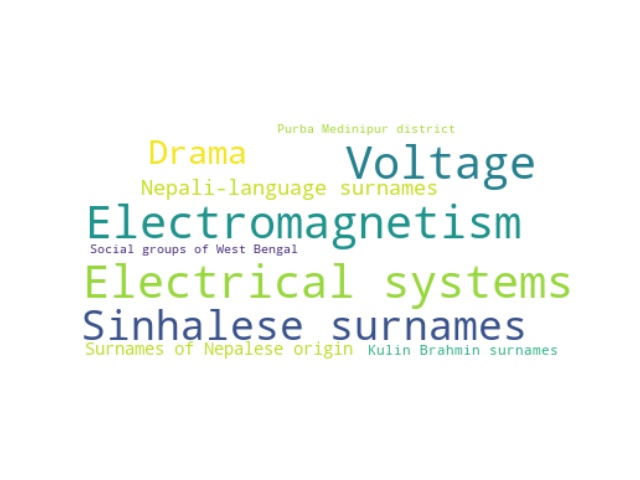 Purba Medinipur district
Drama
Voltage
Nepali-language surnames
Electromagnetism
Social groups of West Bengal
Electrical systems
Sinhalese surnames
Surnames of Nepalese origin
Kulin Brahmin surnames